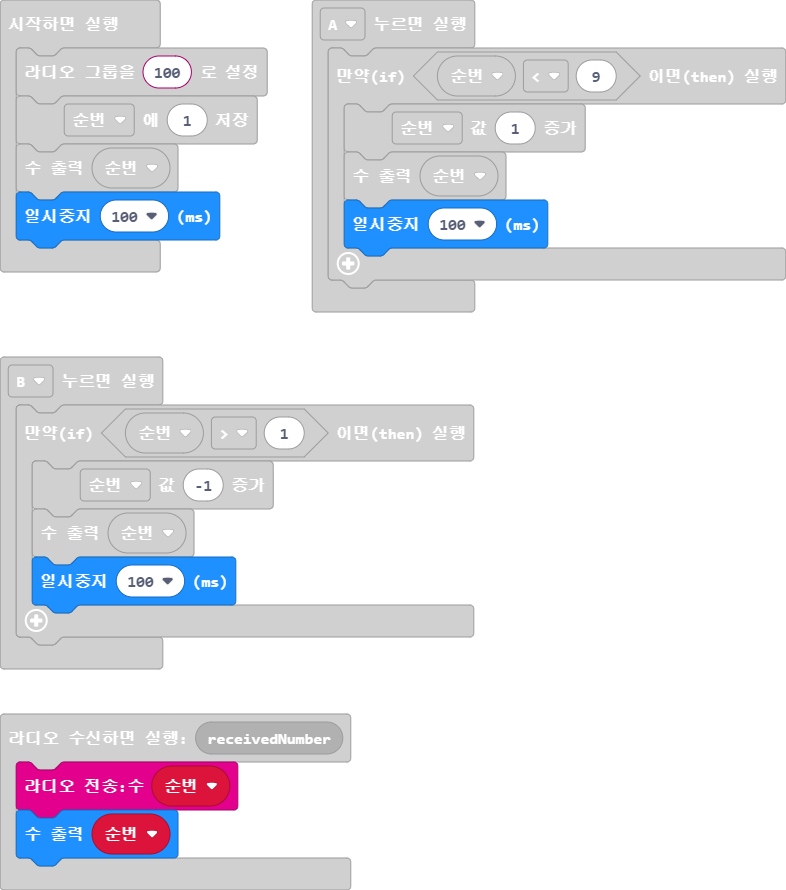 시작하면 실행
라디오 그룹을 100 로 설정
순번 에 1 저장
수 출력 순번
일시중지 100 (ms)
A 누르면 실행
만약(if) 순번 < 9 이면(then) 실행
순번 값 1 증가
수 출력 순번
일시중지 100 (ms)
B 누르면 실행
만약(if) 순번 > 1 이면(then) 실행
순번 값 -1 증가
수 출력 순번
일시중지 100 (ms)
라디오 수신하면 실행: receivedNumber
라디오 전송:수 순번
수 출력 순번